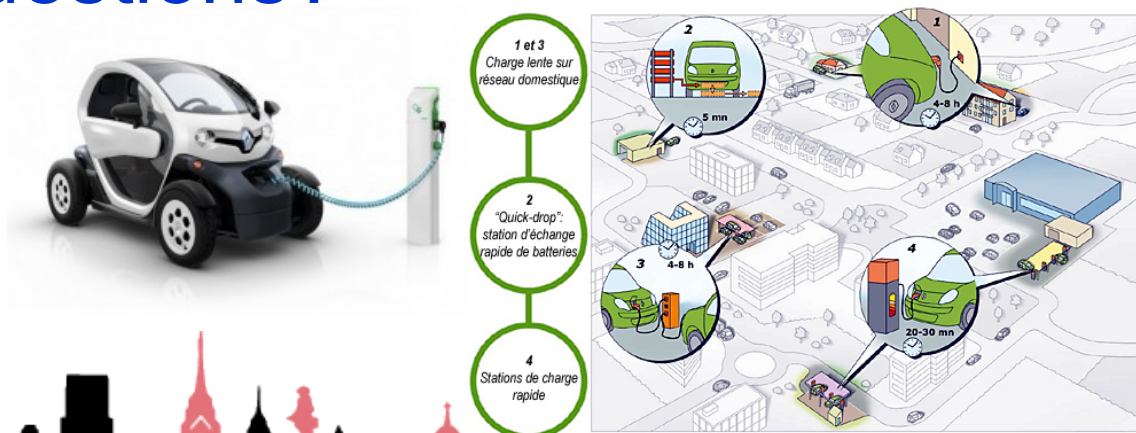 1 et 3
Charge lente sur
réseau domestique
2
"Quick-drop":
station d'échange
rapide de batteries
4
Stations de charge
rapide
2
5 mn
1
4-8 h
3
4-8 h
4
20-30 mn